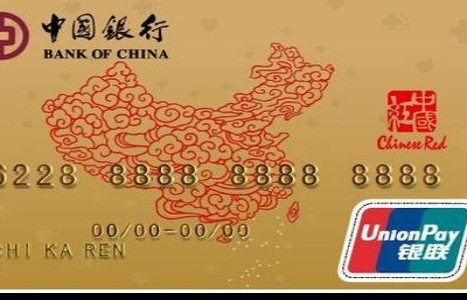 中國銀行
BANK OF CHINA
中國紅
Chinese Red
6228 8888 8888 8888
00/00-00/00
CHI KA REN
UnionPay
银联